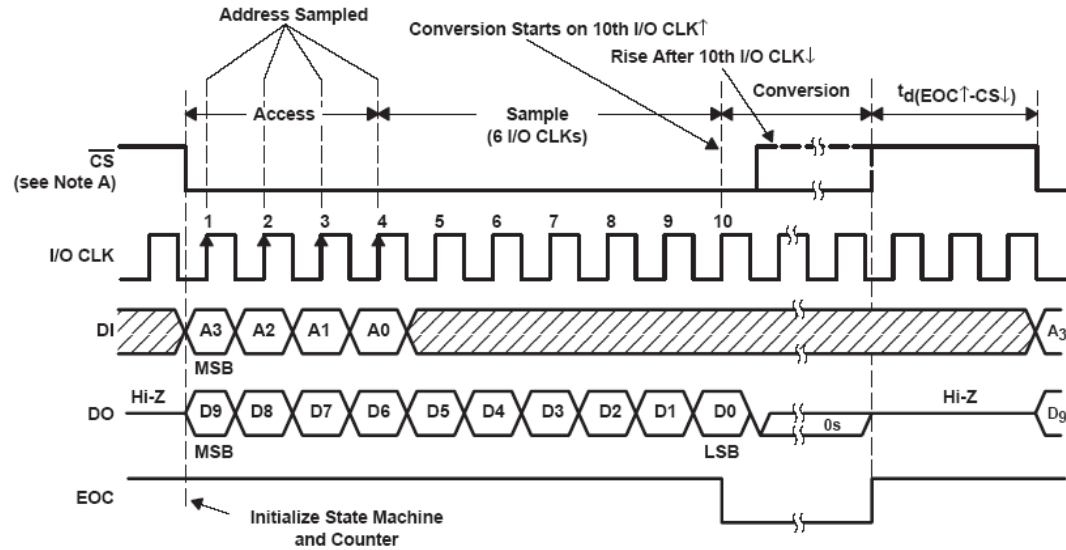 Address Sampled
Conversion Starts on 10th I/O CLK↑
Rise After 10th I/O CLK↓
Access
Sample
(6 I/O CLKs)
Conversion
td(EOC↑-CS↓)
CS
(see Note A)
1 2 3 4 5 6 7 8 9 10
I/O CLK
DI A3 A2 A1 A0 A3
MSB
Hi-Z Hi-Z
DO D9 D8 D7 D6 D5 D4 D3 D2 D1 D0 0s D9
MSB LSB
EOC
Initialize State Machine
and Counter